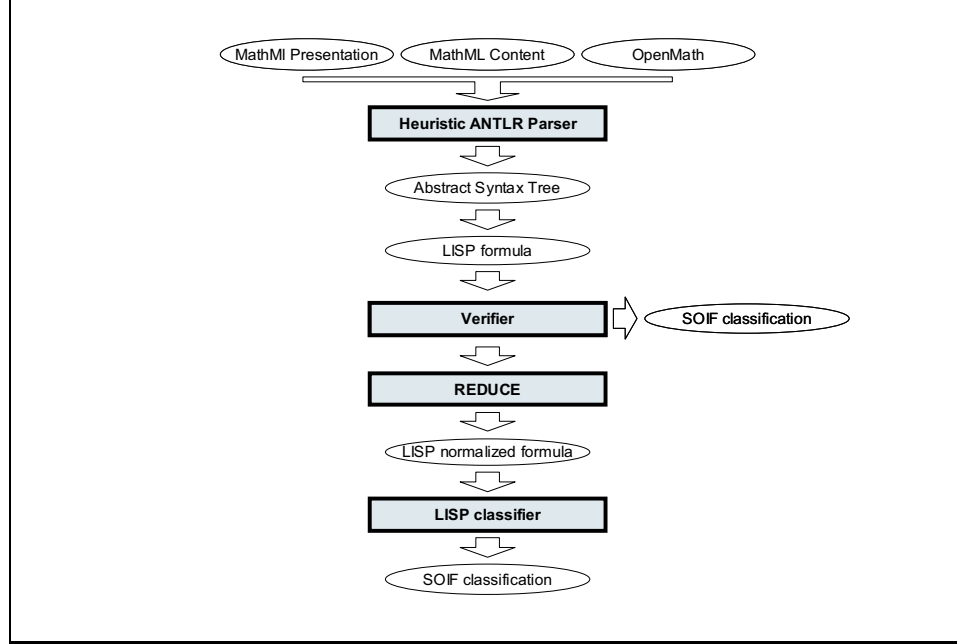 MathMl Presentation
MathML Content
OpenMath
Heuristic ANTLR Parser
Abstract Syntax Tree
LISP formula
Verifier
SOIF classification
REDUCE
LISP normalized formula
LISP classifier
SOIF classification